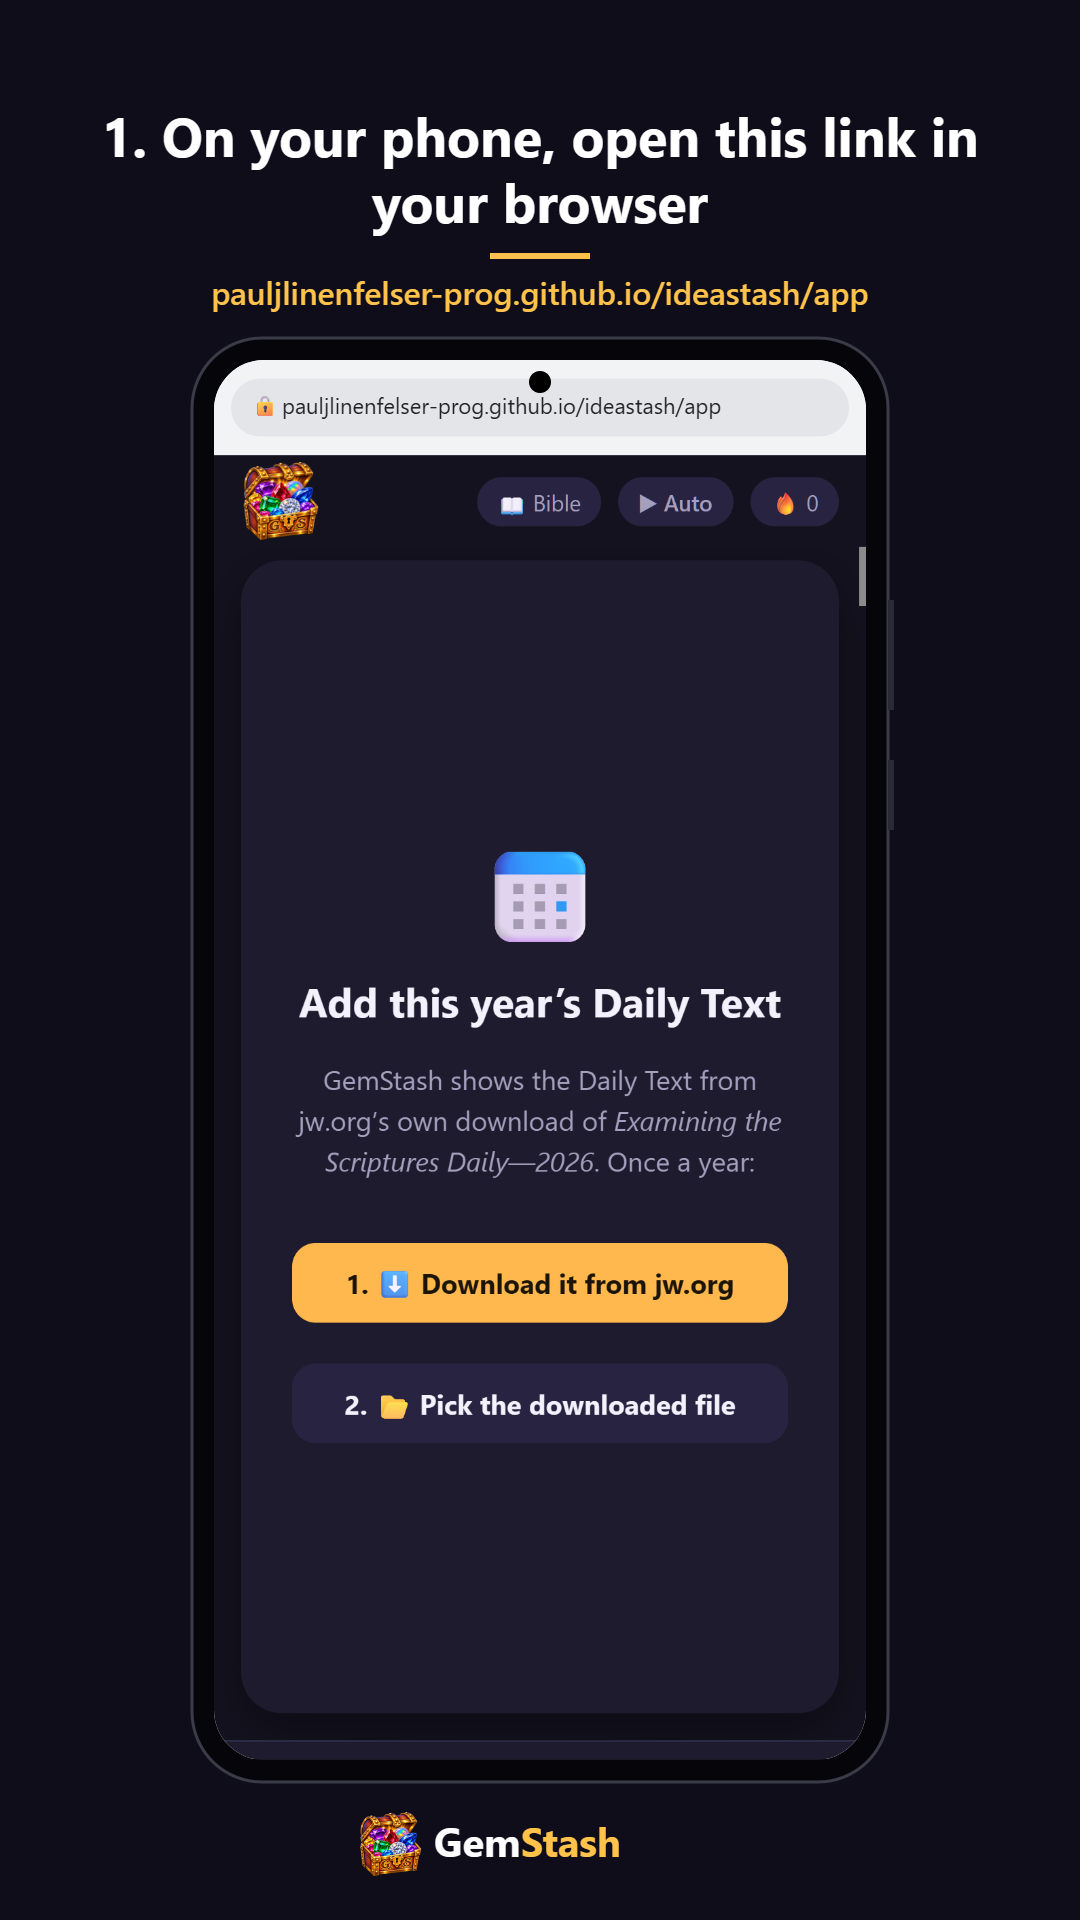 1. On your phone, open this link in
your browser
pauljlinenfelser-prog.github.io/ideastash/app
pauljlinenfelser-prog.github.io/ideastash/app
GS
Bible
Auto
0
Add this year’s Daily Text
GemStash shows the Daily Text from
jw.org’s own download of Examining the
Scriptures Daily—2026. Once a year:
1. Download it from jw.org
2. Pick the downloaded file
GS
GemStash